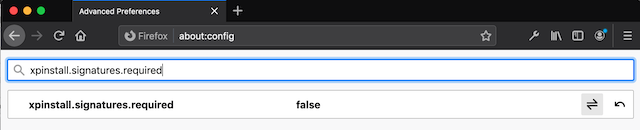 Advanced Preferences
Firefox about:config
xpinstall.signatures.required
xpinstall.signatures.required false